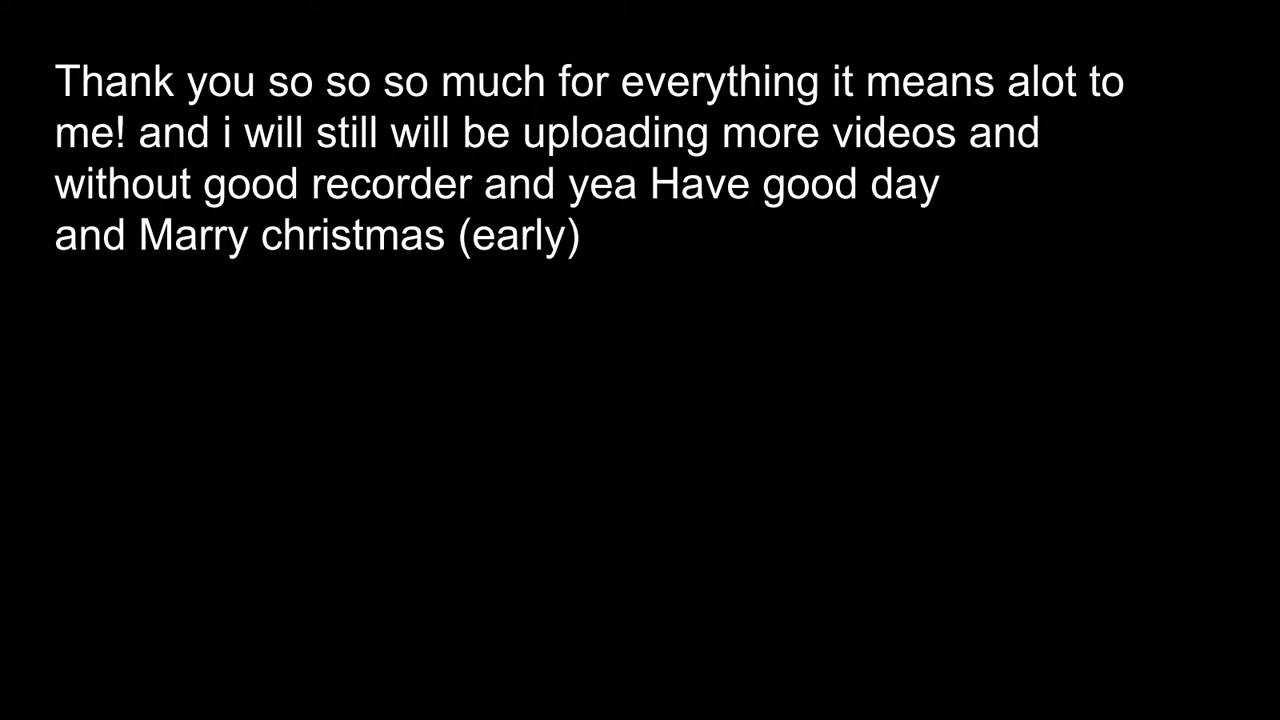 Thank you so so so much for everything it means alot to
me! and i will still will be uploading more videos and
without good recorder and yea Have good day
and Marry christmas (early)